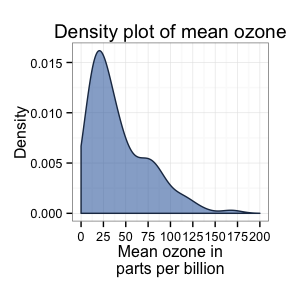 Density plot of mean ozone
Density
0.015
0.010
0.005
0.000
0 25 50 75 100 125 150 175 200
Mean ozone in
parts per billion